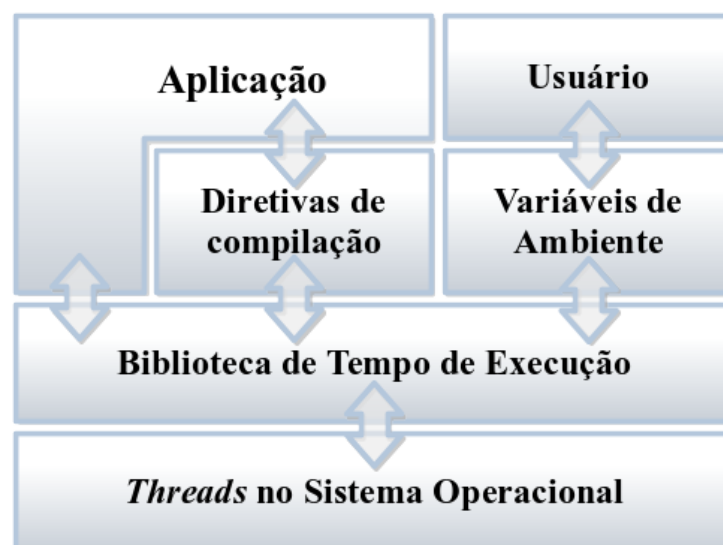 Aplicação
Usuário
Diretivas de
compilação
Variáveis de
Ambiente
Biblioteca de Tempo de Execução
Threads no Sistema Operacional